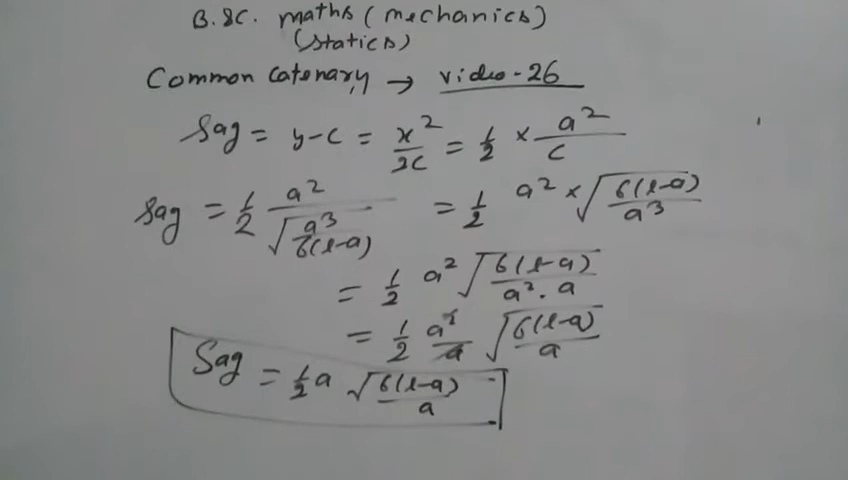 B.SC. maths (mechanics)
(statics)
Common Catenary → video-26
Sag = y-c = x²/2c = 1/2 × a²/c
Sag = 1/2 a²/√(a³/6(l-a)) = 1/2 a² × √(6(l-a)/a³)
= 1/2 a² √(6(l-a)/a².a)
= 1/2 a²/a √(6(l-a)/a)
Sag = 1/2 a √(6(l-a)/a)